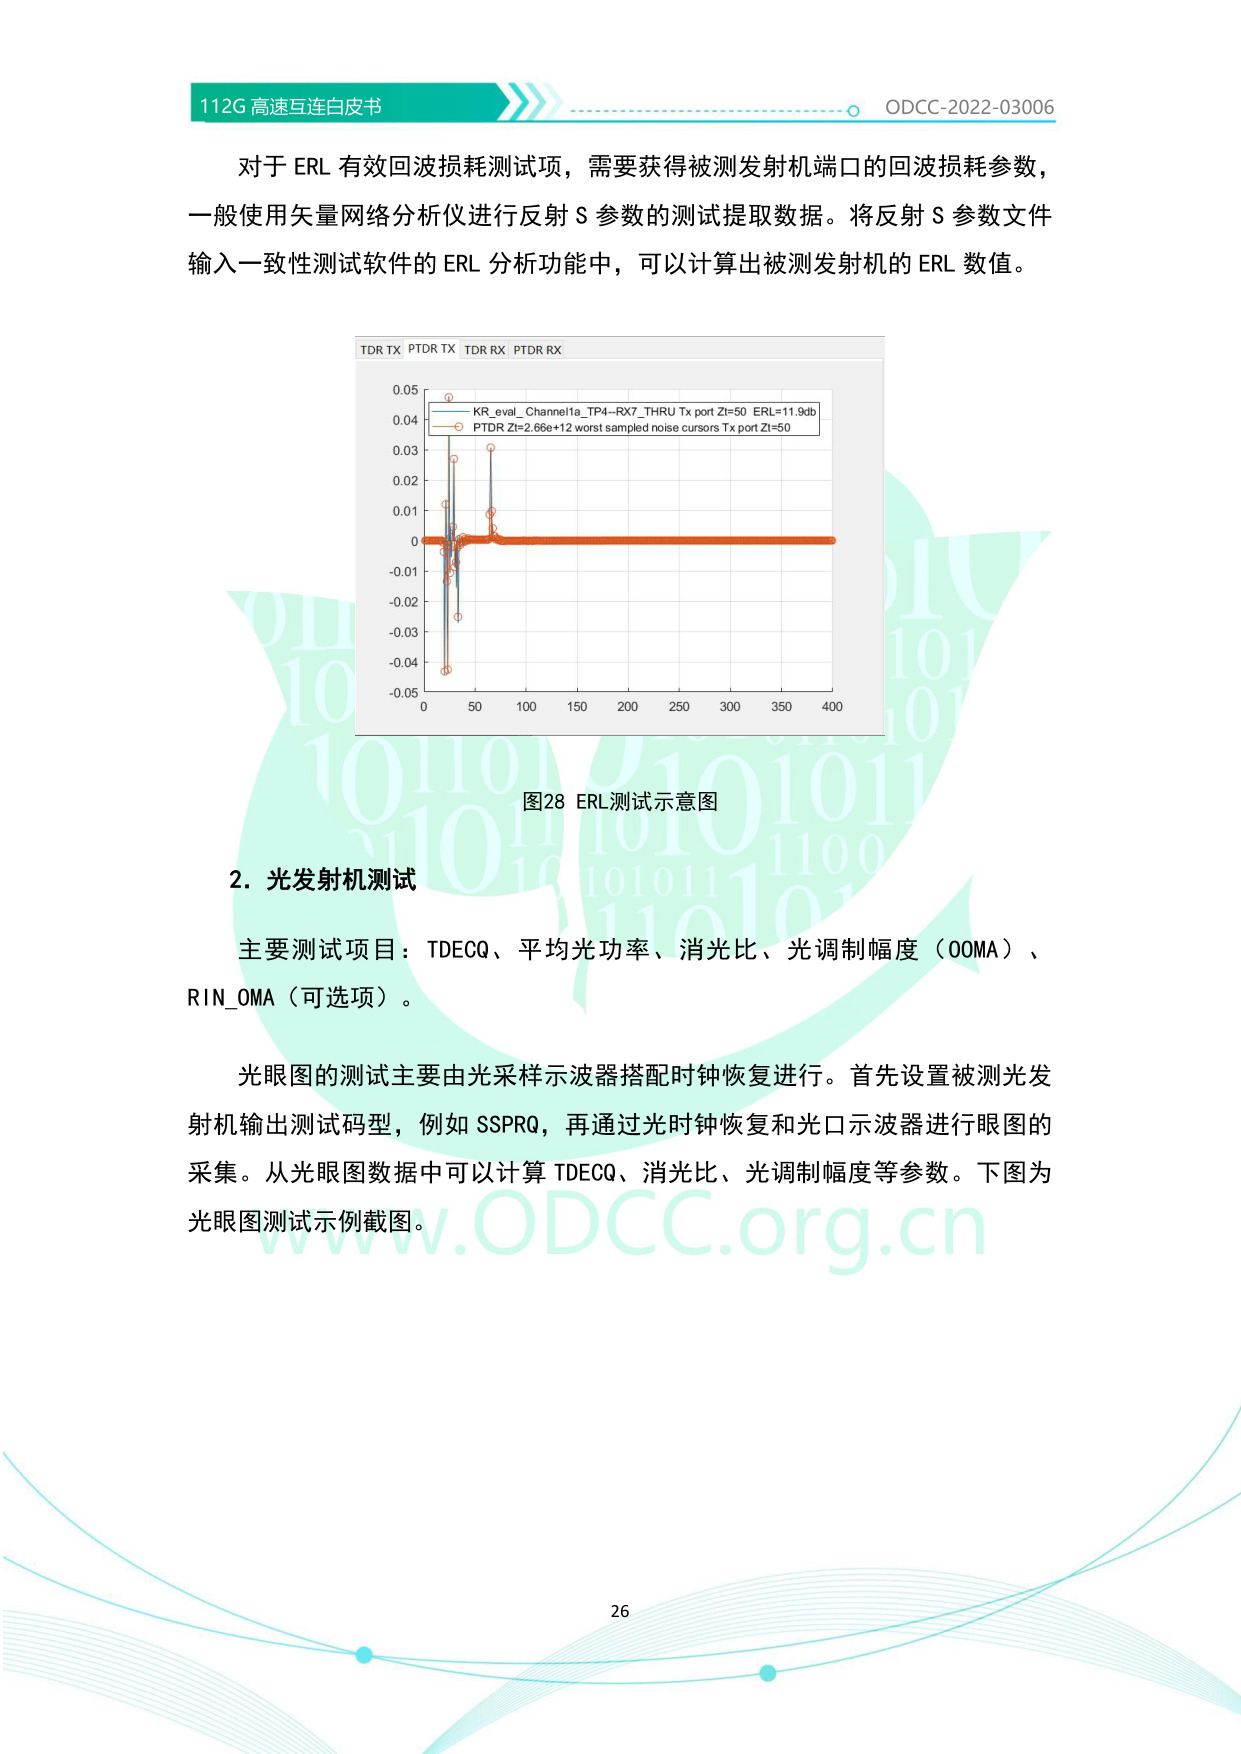 112G 高速互连白皮书
ODCC-2022-03006
对于 ERL 有效回波损耗测试项，需要获得被测发射机端口的回波损耗参数，
一般使用矢量网络分析仪进行反射 S 参数的测试提取数据。将反射 S 参数文件
输入一致性测试软件的 ERL 分析功能中，可以计算出被测发射机的 ERL 数值。
TDR TX PTDR TX TDR RX PTDR RX
KR_eval_ Channel1a_TP4--RX7_THRU Tx port Zt=50 ERL=11.9db
PTDR Zt=2.66e+12 worst sampled noise cursors Tx port Zt=50
0.05
0.04
0.03
0.02
0.01
0
-0.01
-0.02
-0.03
-0.04
-0.05
0 50 100 150 200 250 300 350 400
图28 ERL测试示意图
2. 光发射机测试
主要测试项目：TDECQ、平均光功率、消光比、光调制幅度（OOMA）、
RIN_OMA（可选项）。
光眼图的测试主要由光采样示波器搭配时钟恢复进行。首先设置被测光发
射机输出测试码型，例如 SSPRQ，再通过光时钟恢复和光口示波器进行眼图的
采集。从光眼图数据中可以计算 TDECQ、消光比、光调制幅度等参数。下图为
光眼图测试示例截图。
www.ODCC.org.cn
26